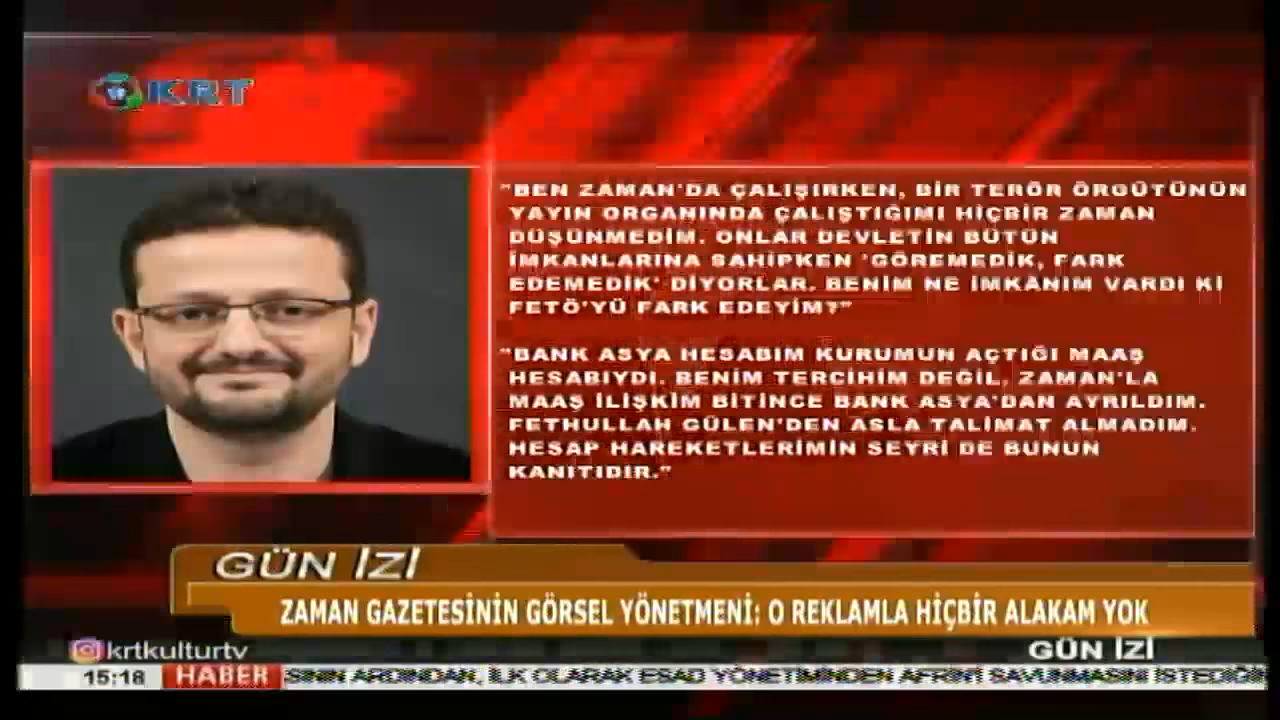 KRT
"BEN ZAMAN'DA ÇALIŞIRKEN, BİR TERÖR ÖRGÜTÜNÜN
YAYIN ORGANINDA ÇALIŞTIĞIMI HİÇBİR ZAMAN
DÜŞÜNMEDİM. ONLAR DEVLETİN BÜTÜN
İMKANLARINA SAHİPKEN 'GÖREMEDİK, FARK
EDEMEDİK' DİYORLAR. BENİM NE İMKÂNIM VARDI Kİ
FETÖ'YÜ FARK EDEYİM?"
"BANK ASYA HESABIM KURUMUN AÇTIĞI MAAŞ
HESABIYDI. BENİM TERCİHİM DEĞİL, ZAMAN'LA
MAAŞ İLİŞKİM BİTİNCE BANK ASYA'DAN AYRILDIM.
FETHULLAH GÜLEN'DEN ASLA TALİMAT ALMADIM.
HESAP HAREKETLERİMİN SEYRİ DE BUNUN
KANITIDIR."
GÜN İZİ
ZAMAN GAZETESİNİN GÖRSEL YÖNETMENİ: O REKLAMLA HİÇBİR ALAKAM YOK
krtkulturtv
GÜN İZİ
15:18 HABER SININ ARDINDAN, İLK OLARAK ESAD YÖNETİMİNDEN AFRİN'İ SAVUNMASINI İSTEDİĞİN